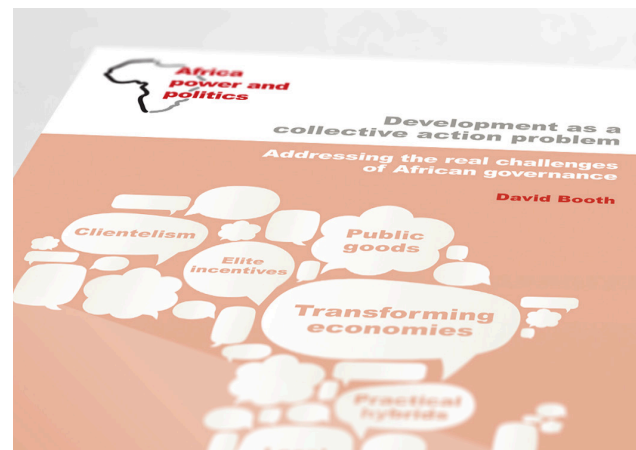 Africa
power and
politics
Development as a
collective action problem
Addressing the real challenges
of African governance
David Booth
Clientelism
Public
goods
Elite
incentives
Transforming
economies
Practical
hybrids